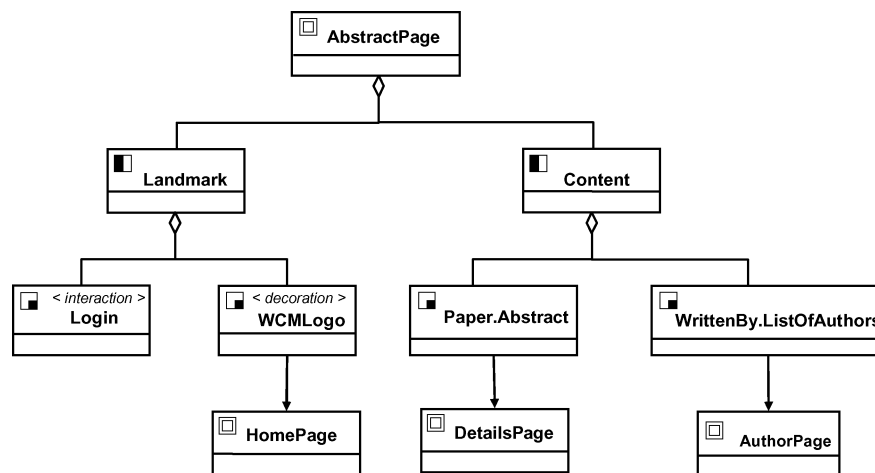 AbstractPage
Landmark
Content
< interaction >
Login
< decoration >
WCMLogo
Paper.Abstract
WrittenBy.ListOfAuthors
HomePage
DetailsPage
AuthorPage